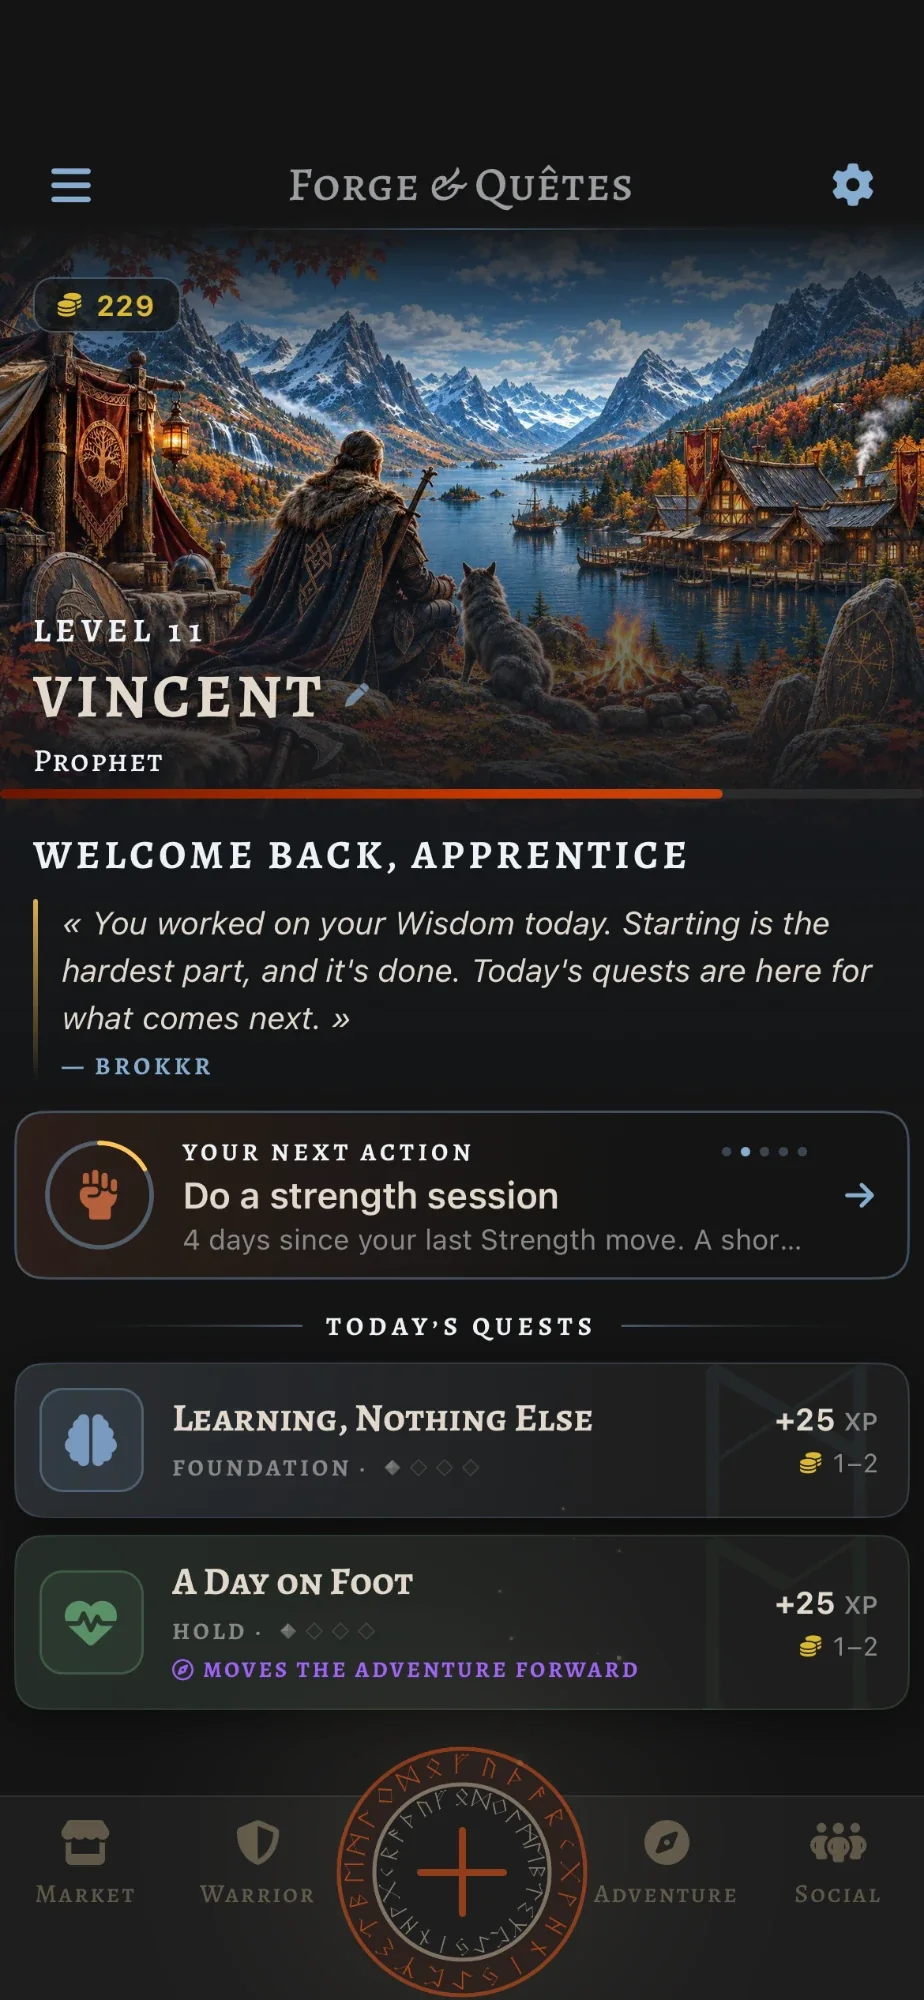 Forge & Quêtes
229
LEVEL 11
VINCENT
Prophet
WELCOME BACK, APPRENTICE
« You worked on your Wisdom today. Starting is the
hardest part, and it's done. Today's quests are here for
what comes next. »
— BROKKR
YOUR NEXT ACTION
Do a strength session
4 days since your last Strength move. A shor...
TODAY'S QUESTS
Learning, Nothing Else
+25 XP
FOUNDATION ·
1–2
A Day on Foot
+25 XP
HOLD ·
1–2
MOVES THE ADVENTURE FORWARD
Market
Warrior
Adventure
Social